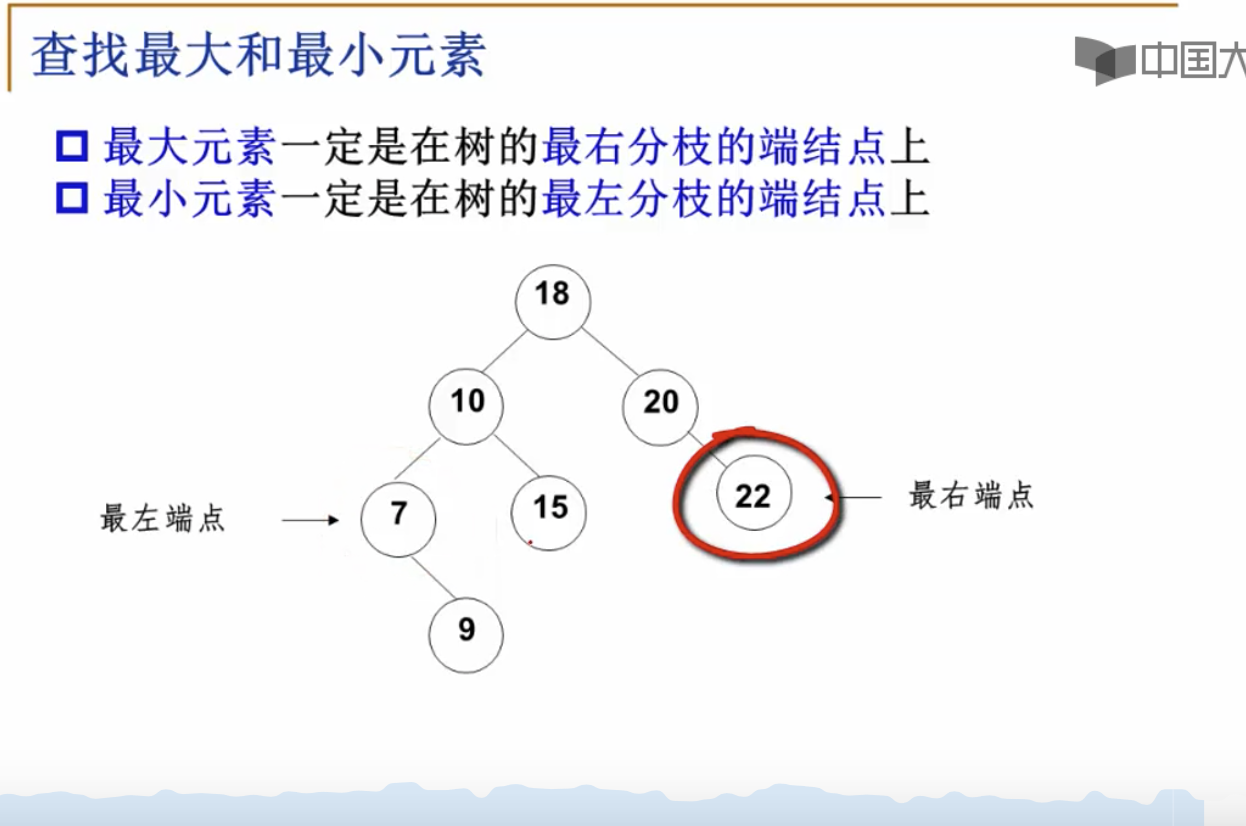 查找最大和最小元素
中国大
最大元素一定是在树的最右分枝的端结点上
最小元素一定是在树的最左分枝的端结点上
18
10
20
22
最右端点
最左端点
7
15
9